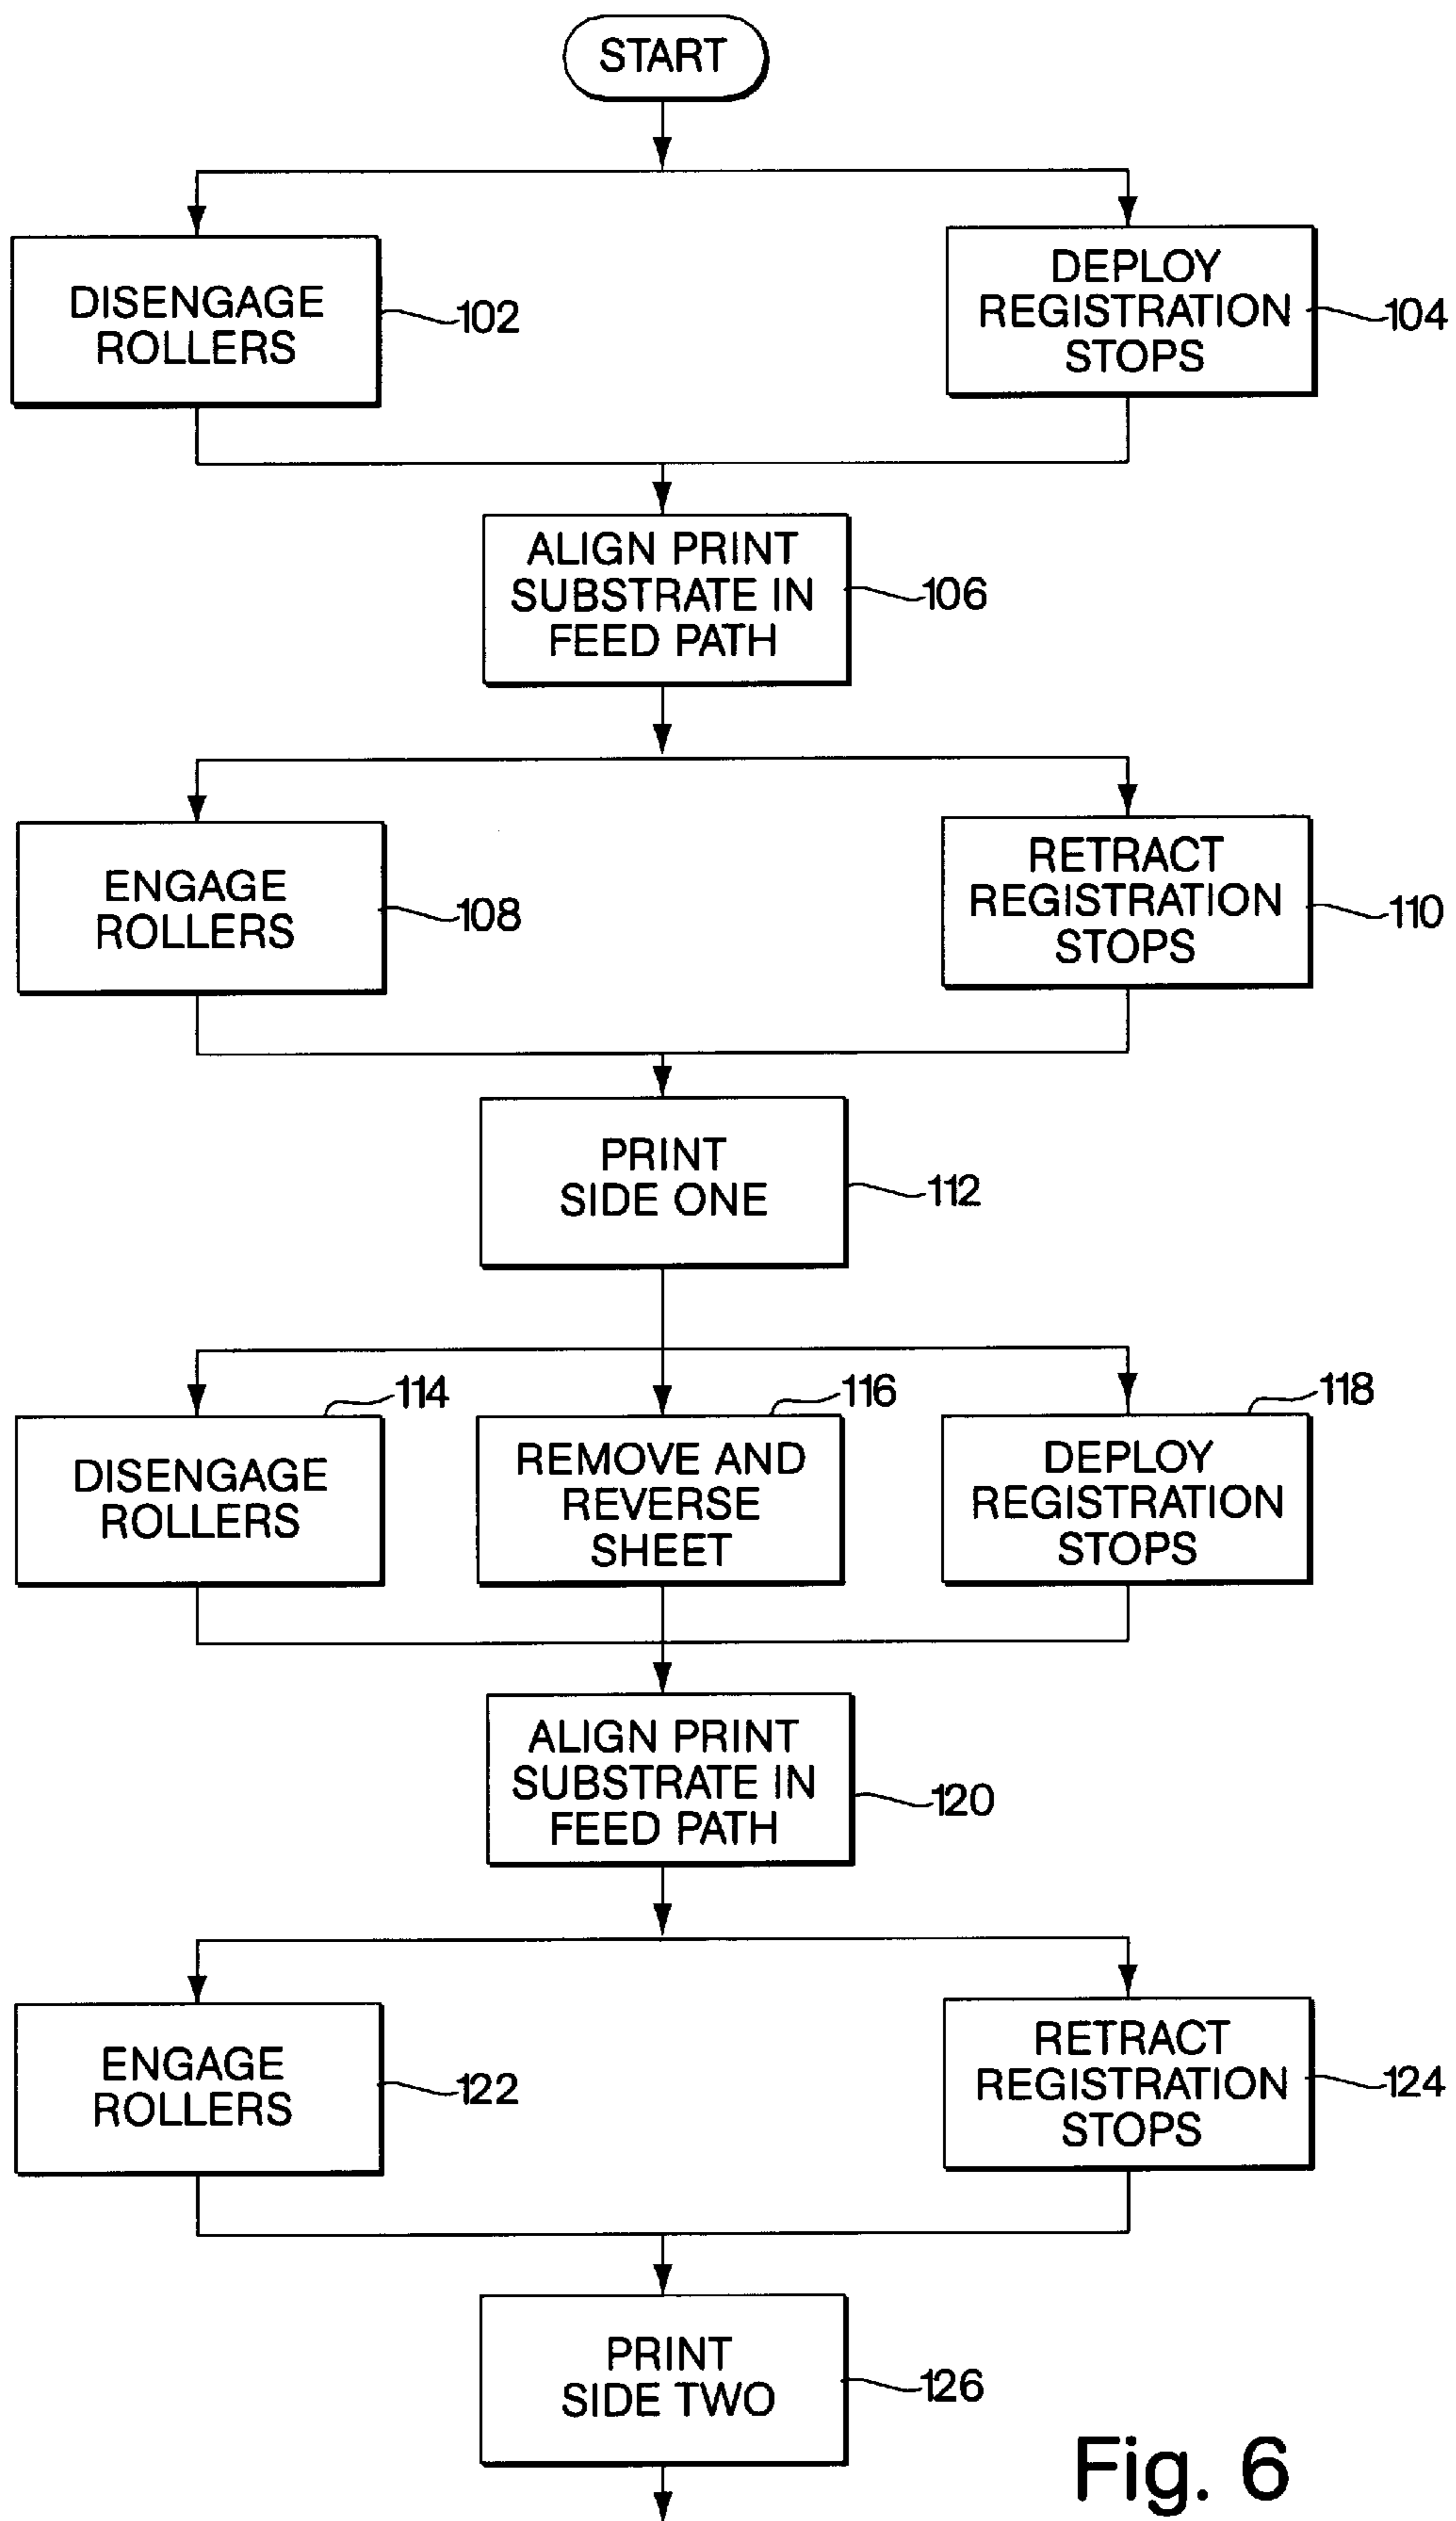 START
DISENGAGE
ROLLERS
102
DEPLOY
REGISTRATION
STOPS
104
ALIGN PRINT
SUBSTRATE IN
FEED PATH
106
ENGAGE
ROLLERS
108
RETRACT
REGISTRATION
STOPS
110
PRINT
SIDE ONE
112
114
DISENGAGE
ROLLERS
116
REMOVE AND
REVERSE
SHEET
118
DEPLOY
REGISTRATION
STOPS
ALIGN PRINT
SUBSTRATE IN
FEED PATH
120
ENGAGE
ROLLERS
122
RETRACT
REGISTRATION
STOPS
124
PRINT
SIDE TWO
126
Fig. 6